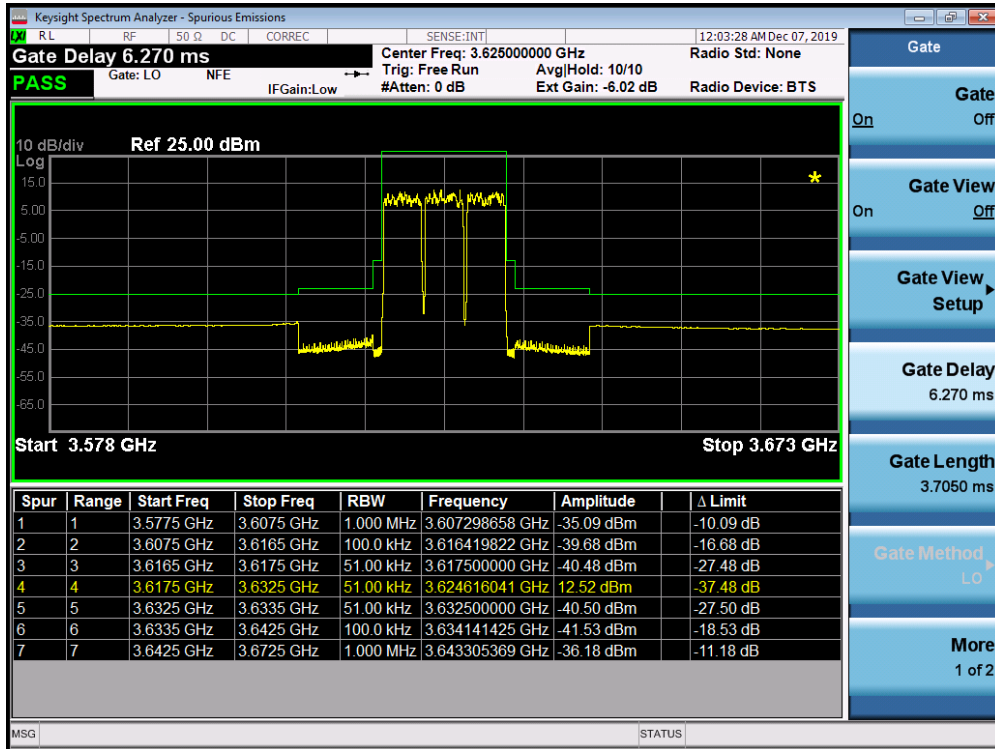 Keysight Spectrum Analyzer - Spurious Emissions
LXI RL RF 50 Ω DC CORREC SENSE:INT 12:03:28 AM Dec 07, 2019
Gate Delay 6.270 ms Center Freq: 3.625000000 GHz Radio Std: None
PASS Gate: LO NFE Trig: Free Run Avg|Hold: 10/10
IFGain:Low #Atten: 0 dB Ext Gain: -6.02 dB Radio Device: BTS
10 dB/div Ref 25.00 dBm
Log
15.0
5.00
-5.00
-15.0
-25.0
-35.0
-45.0
-55.0
-65.0
*
Start 3.578 GHz Stop 3.673 GHz
Spur Range Start Freq Stop Freq RBW Frequency Amplitude Δ Limit
1 1 3.5775 GHz 3.6075 GHz 1.000 MHz 3.607298658 GHz -35.09 dBm -10.09 dB
2 2 3.6075 GHz 3.6165 GHz 100.0 kHz 3.616419822 GHz -39.68 dBm -16.68 dB
3 3 3.6165 GHz 3.6175 GHz 51.00 kHz 3.617500000 GHz -40.48 dBm -27.48 dB
4 4 3.6175 GHz 3.6325 GHz 51.00 kHz 3.624616041 GHz 12.52 dBm -37.48 dB
5 5 3.6325 GHz 3.6335 GHz 51.00 kHz 3.632500000 GHz -40.50 dBm -27.50 dB
6 6 3.6335 GHz 3.6425 GHz 100.0 kHz 3.634141425 GHz -41.53 dBm -18.53 dB
7 7 3.6425 GHz 3.6725 GHz 1.000 MHz 3.643305369 GHz -36.18 dBm -11.18 dB
MSG STATUS
Gate
Gate
On Off
Gate View
On Off
Gate View
Setup
Gate Delay
6.270 ms
Gate Length
3.7050 ms
Gate Method
LO
More
1 of 2